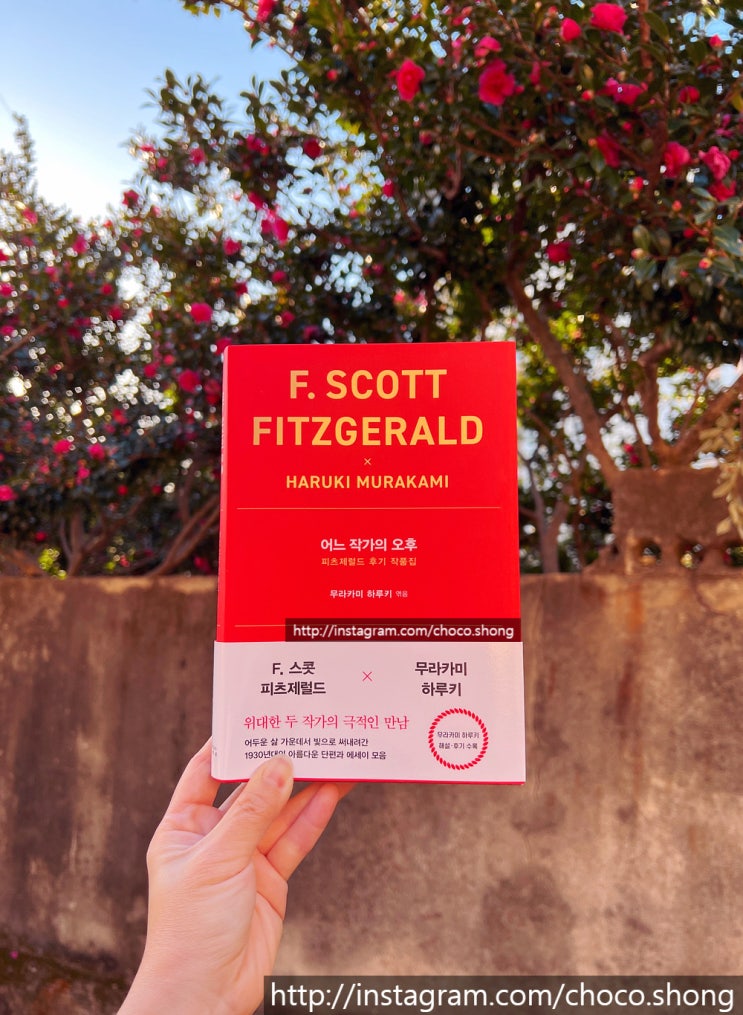 F. SCOTT
FITZGERALD
×
HARUKI MURAKAMI
어느 작가의 오후
피츠제럴드 후기 작품집
무라카미 하루키 엮음
http://instagram.com/choco.shong
F. 스콧
피츠제럴드
×
무라카미
하루키
위대한 두 작가의 극적인 만남
어두운 삶 가운데서 빛으로 써내려간
1930년대의 아름다운 단편과 에세이 모음
무라카미 하루키
해설·후기 수록
http://instagram.com/choco.shong